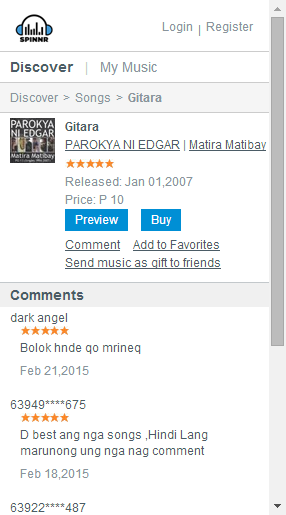 SPINNR
Login | Register
Discover | My Music
Discover > Songs > Gitara
PAROKYA
NI EDGAR
Matira Matibay
Gitara
PAROKYA NI EDGAR | Matira Matibay
Released: Jan 01,2007
Price: P 10
Preview Buy
Comment Add to Favorites
Send music as gift to friends
Comments
dark angel
Bolok hnde qo mrineq
Feb 21,2015
63949****675
D best ang nga songs ,Hindi Lang
marunong ung nga nag comment
Feb 18,2015
63922****487